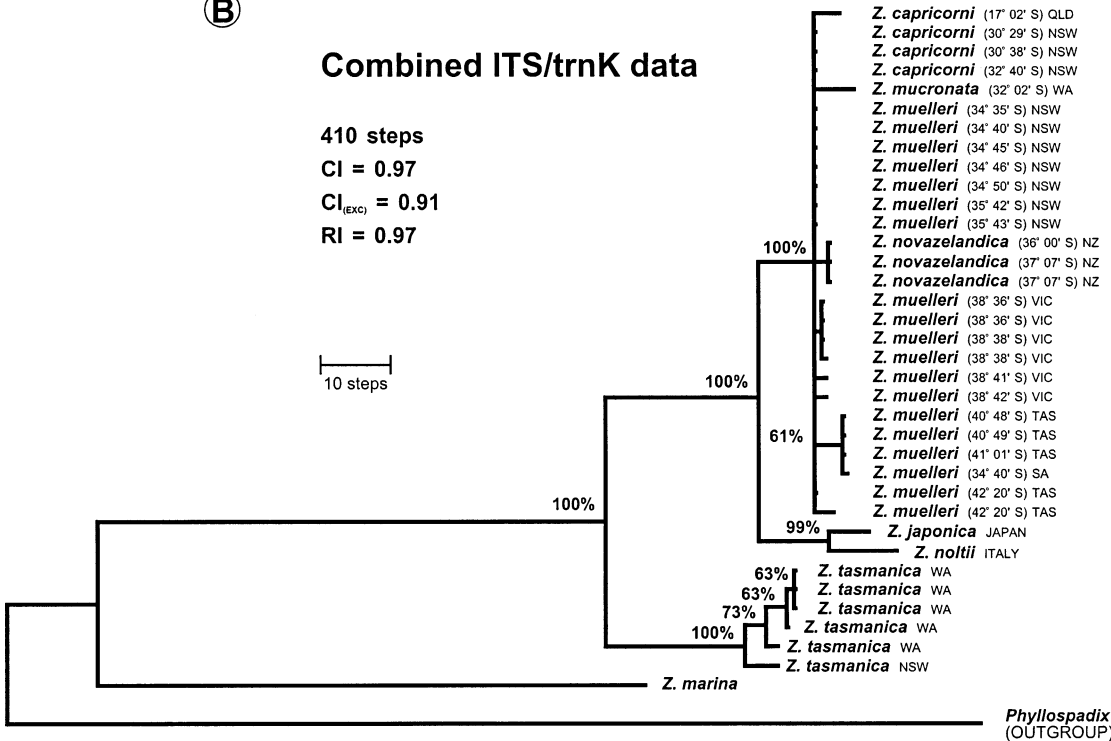 B
Combined ITS/trnK data
410 steps
CI = 0.97
CI(EXC) = 0.91
RI = 0.97
10 steps
Z. capricorni (17° 02' S) QLD
Z. capricorni (30° 29' S) NSW
Z. capricorni (30° 38' S) NSW
Z. capricorni (32° 40' S) NSW
Z. mucronata (32° 02' S) WA
Z. muelleri (34° 35' S) NSW
Z. muelleri (34° 40' S) NSW
Z. muelleri (34° 45' S) NSW
Z. muelleri (34° 46' S) NSW
Z. muelleri (34° 50' S) NSW
Z. muelleri (35° 42' S) NSW
Z. muelleri (35° 43' S) NSW
100%
Z. novazelandica (36° 00' S) NZ
Z. novazelandica (37° 07' S) NZ
Z. novazelandica (37° 07' S) NZ
Z. muelleri (38° 36' S) VIC
Z. muelleri (38° 36' S) VIC
Z. muelleri (38° 38' S) VIC
Z. muelleri (38° 38' S) VIC
100%
Z. muelleri (38° 41' S) VIC
Z. muelleri (38° 42' S) VIC
Z. muelleri (40° 48' S) TAS
61%
Z. muelleri (40° 49' S) TAS
Z. muelleri (41° 01' S) TAS
Z. muelleri (34° 40' S) SA
Z. muelleri (42° 20' S) TAS
100%
Z. muelleri (42° 20' S) TAS
99%
Z. japonica JAPAN
Z. noltii ITALY
63%
Z. tasmanica WA
63%
Z. tasmanica WA
73%
Z. tasmanica WA
100%
Z. tasmanica WA
Z. tasmanica WA
Z. tasmanica NSW
Z. marina
Phyllospadix
(OUTGROUP)